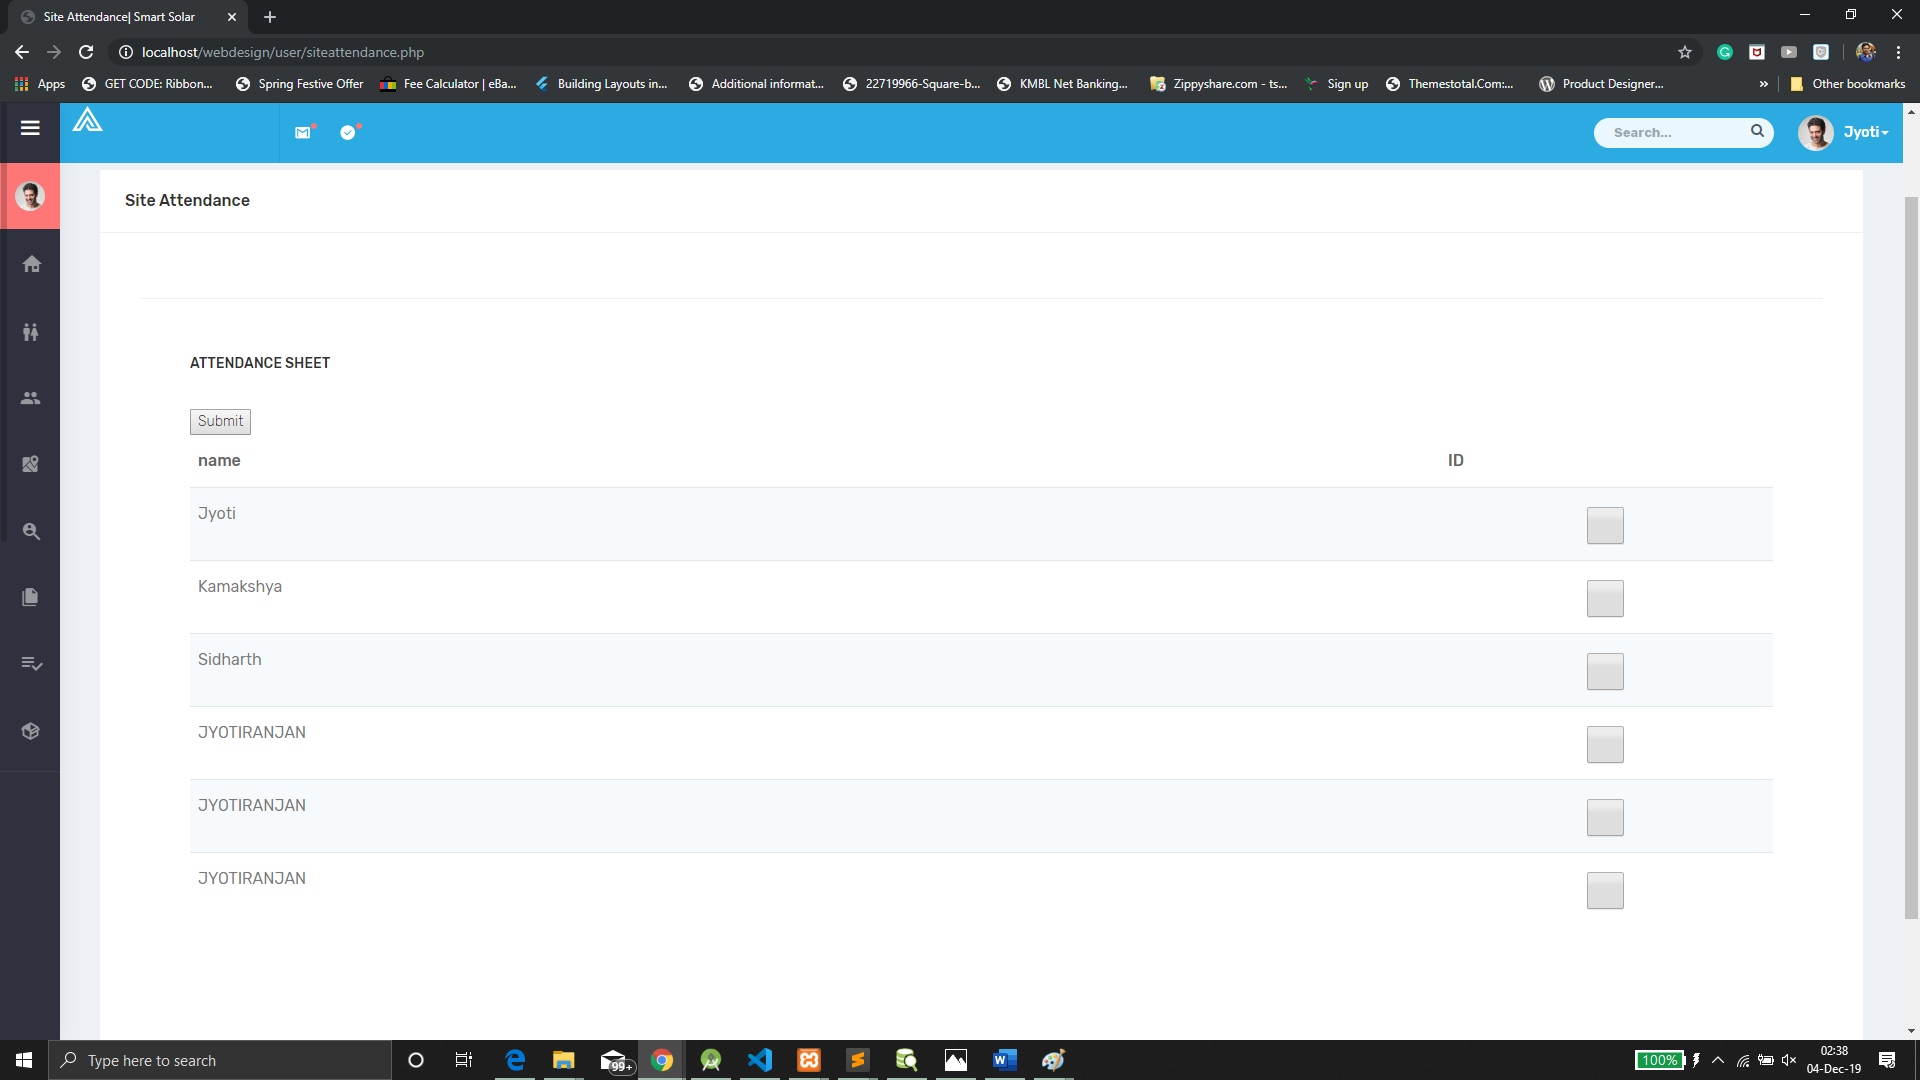 Site Attendance| Smart Solar
localhost/webdesign/user/siteattendance.php
Apps GET CODE: Ribbon... Spring Festive Offer Fee Calculator | eBa... Building Layouts in... Additional informat... 22719966-Square-b... KMBL Net Banking... Zippyshare.com - ts... Sign up Themestotal.Com:... Product Designer... » Other bookmarks
Search... Jyoti
Site Attendance
ATTENDANCE SHEET
Submit
name ID
Jyoti
Kamakshya
Sidharth
JYOTIRANJAN
JYOTIRANJAN
JYOTIRANJAN
Type here to search 99+ 100% 02:38
04-Dec-19